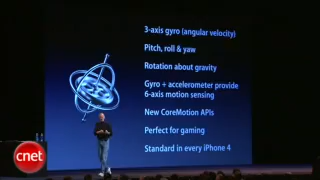 3-axis gyro (angular velocity)
Pitch, roll & yaw
Rotation about gravity
Gyro + accelerometer provide
6-axis motion sensing
New CoreMotion APIs
Perfect for gaming
Standard in every iPhone 4
cnet